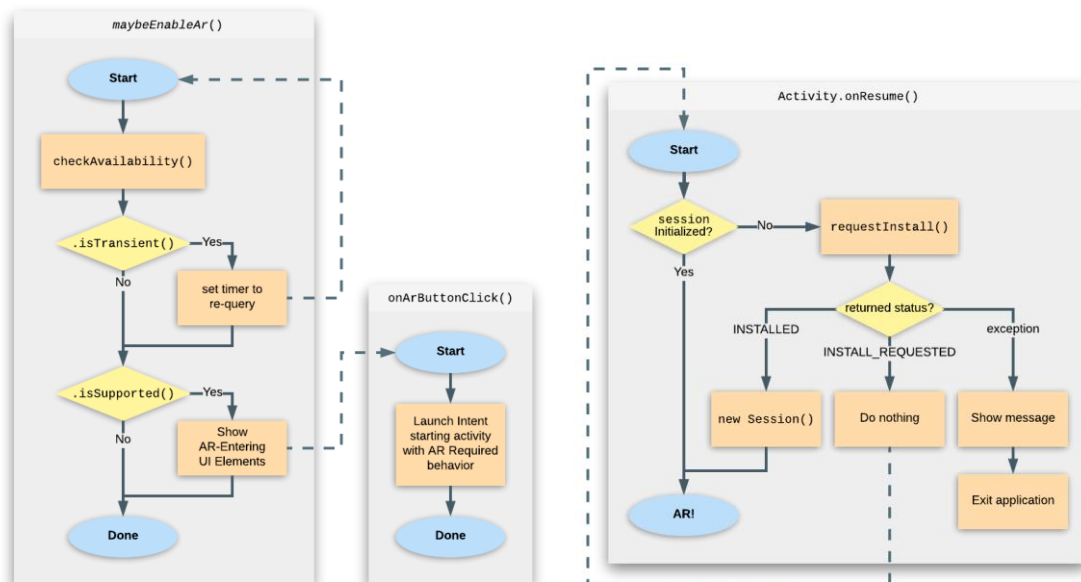 maybeEnableAr()
Start
checkAvailability()
.isTransient()
Yes
No
set timer to
re-query
.isSupported()
Yes
No
Show
AR-Entering
UI Elements
Done
onArButtonClick()
Start
Launch Intent
starting activity
with AR Required
behavior
Done
Activity.onResume()
Start
session
Initialized?
No
requestInstall()
Yes
returned status?
INSTALLED
INSTALL_REQUESTED
exception
new Session()
Do nothing
Show message
AR!
Exit application